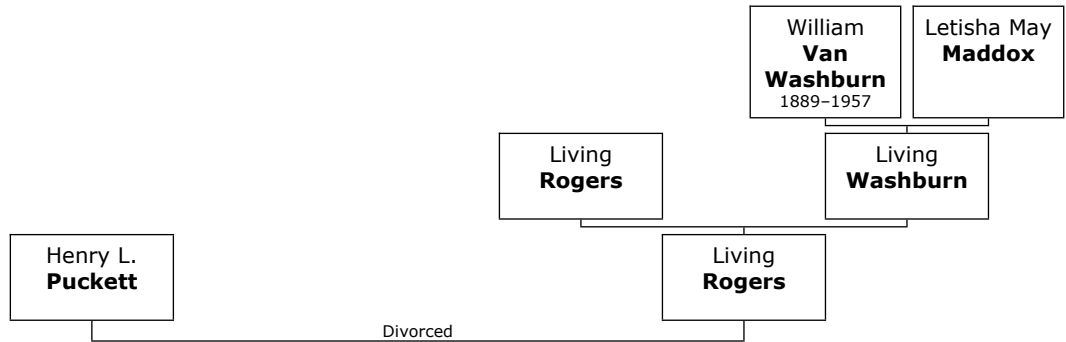 William
Van
Washburn
1889–1957
Letisha May
Maddox
Living
Rogers
Living
Washburn
Henry L.
Puckett
Living
Rogers
Divorced